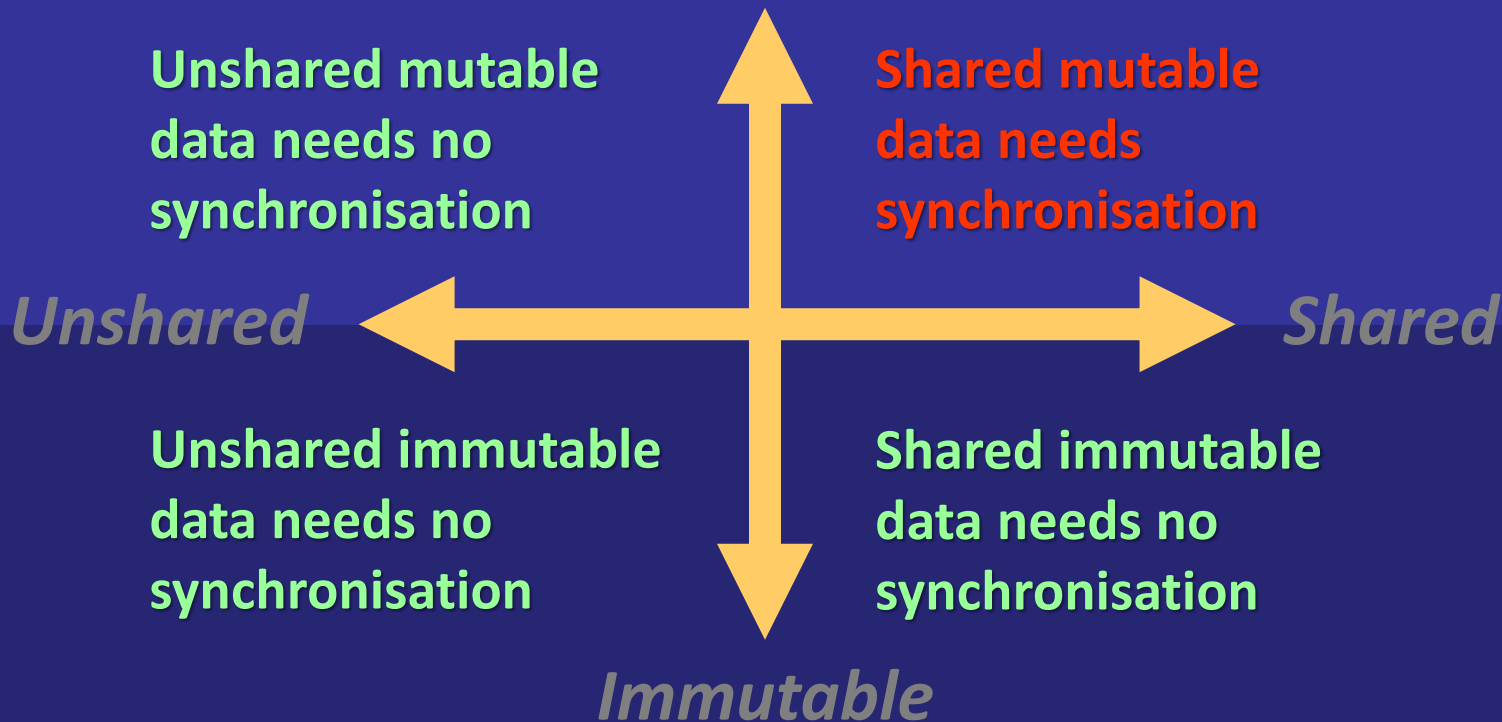 Unshared mutable
data needs no
synchronisation
Shared mutable
data needs
synchronisation
Unshared
Shared
Unshared immutable
data needs no
synchronisation
Shared immutable
data needs no
synchronisation
Immutable